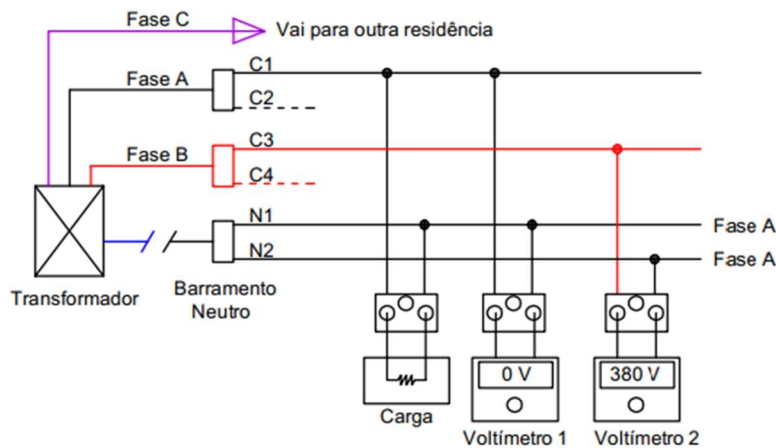 Fase C
Vai para outra residência
C1
Fase A
C2
C3
Fase B
C4
N1
Fase A
N2
Fase A
Transformador
Barramento
Neutro
0 V
380 V
Carga
Voltímetro 1
Voltímetro 2